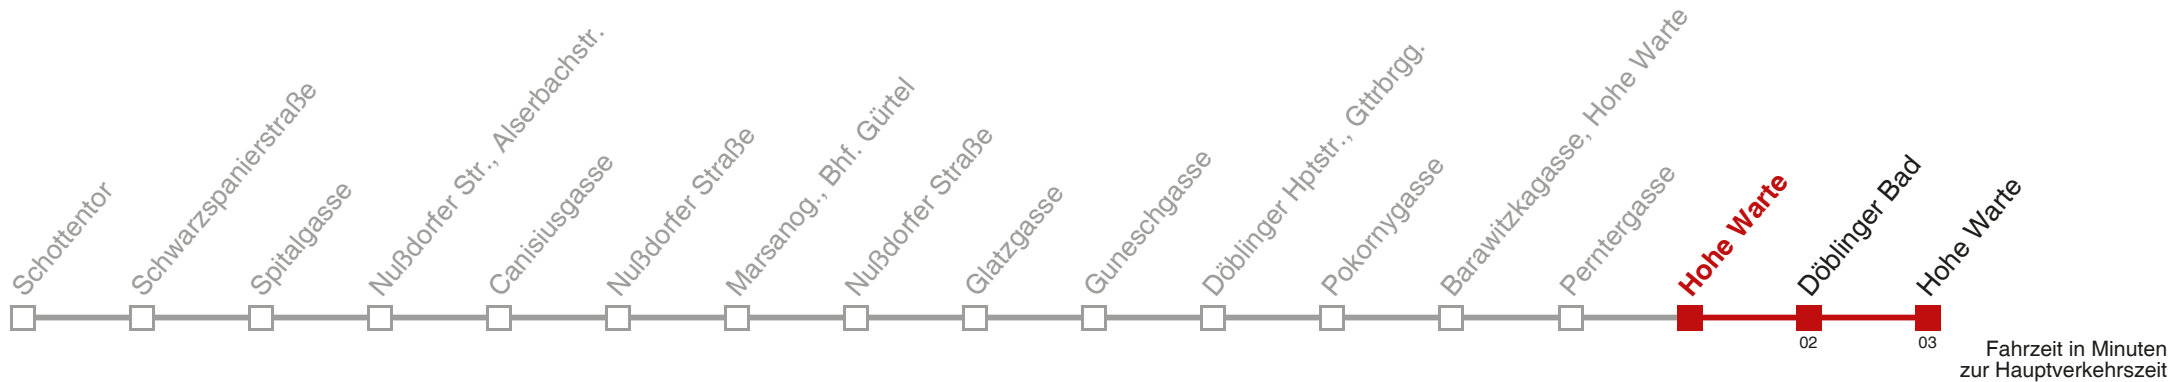 Schottentor
Schwarzspanierstraße
Spitalgasse
Nußdorfer Str., Alserbachstr.
Canisiusgasse
Nußdorfer Straße
Marsanog., Bhf. Gürtel
Nußdorfer Straße
Glatzgasse
Guneschgasse
Döblinger Hptstr., Gttrbrgg.
Pokornygasse
Barawitzkagasse, Hohe Warte
Perntergasse
Hohe Warte
Döblinger Bad
Hohe Warte
02
03
Fahrzeit in Minuten
zur Hauptverkehrszeit